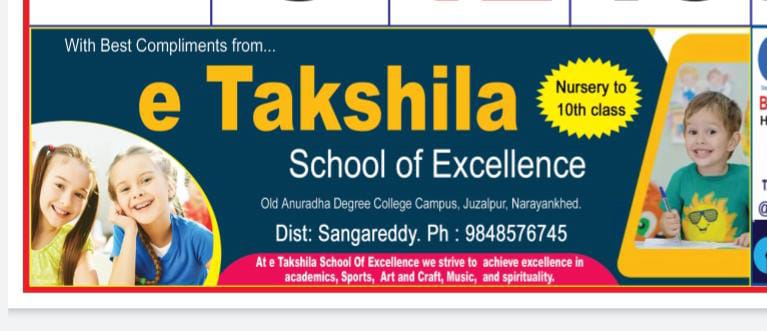 With Best Compliments from...
e Takshila
Nursery to
10th class
School of Excellence
Old Anuradha Degree College Campus, Juzalpur, Narayankhed.
Dist: Sangareddy. Ph : 9848576745
At e Takshila School Of Excellence we strive to achieve excellence in
academics, Sports, Art and Craft, Music, and spirituality.